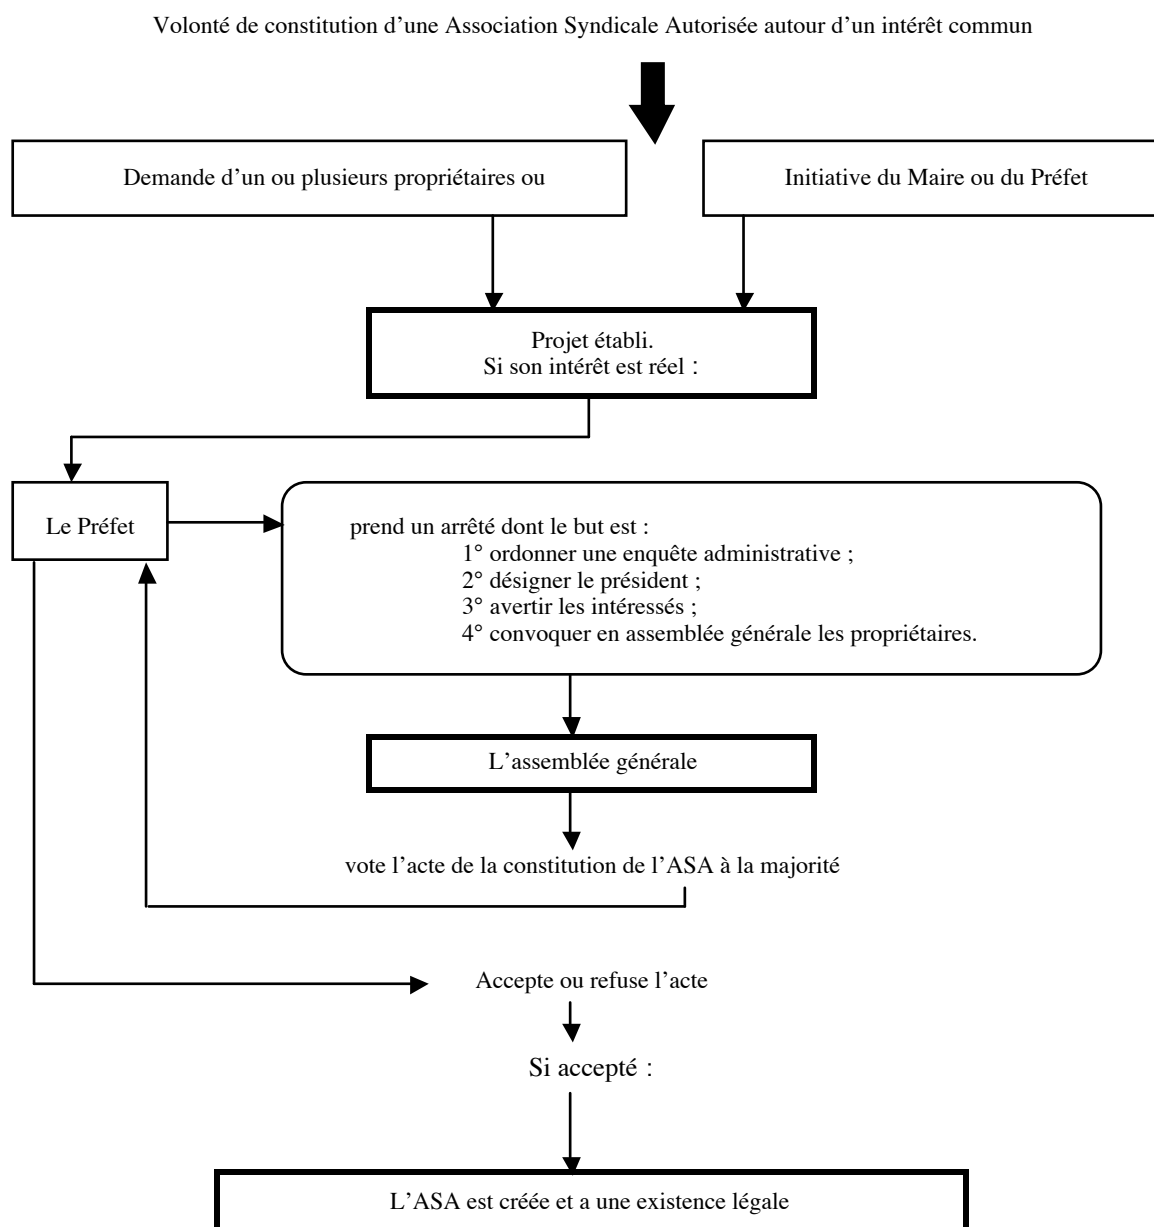 Volonté de constitution d’une Association Syndicale Autorisée autour d’un intérêt commun
Demande d’un ou plusieurs propriétaires ou
Initiative du Maire ou du Préfet
Projet établi.
Si son intérêt est réel :
Le Préfet
prend un arrêté dont le but est :
1° ordonner une enquête administrative ;
2° désigner le président ;
3° avertir les intéressés ;
4° convoquer en assemblée générale les propriétaires.
L’assemblée générale
vote l’acte de la constitution de l’ASA à la majorité
Accepte ou refuse l’acte
Si accepté :
L’ASA est créée et a une existence légale